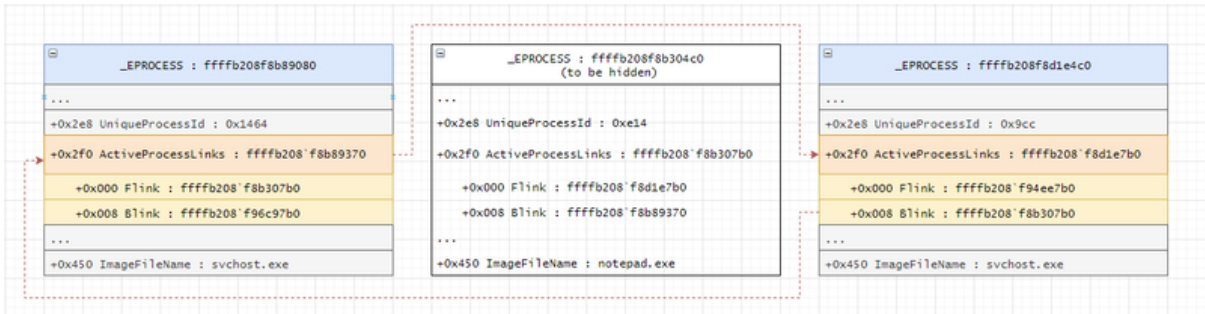 _EPROCESS : ffffb208f8b89080
...
+0x2e8 UniqueProcessId : 0x1464
+0x2f0 ActiveProcessLinks : ffffb208`f8b89370
+0x000 Flink : ffffb208`f8b307b0
+0x008 Blink : ffffb208`f96c97b0
...
+0x450 ImageFileName : svchost.exe
_EPROCESS : ffffb208f8b304c0
(to be hidden)
...
+0x2e8 UniqueProcessId : 0xe14
+0x2f0 ActiveProcessLinks : ffffb208`f8b307b0
+0x000 Flink : ffffb208`f8d1e7b0
+0x008 Blink : ffffb208`f8b89370
...
+0x450 ImageFileName : notepad.exe
_EPROCESS : ffffb208f8d1e4c0
...
+0x2e8 UniqueProcessId : 0x9cc
+0x2f0 ActiveProcessLinks : ffffb208`f8d1e7b0
+0x000 Flink : ffffb208`f94ee7b0
+0x008 Blink : ffffb208`f8b307b0
...
+0x450 ImageFileName : svchost.exe